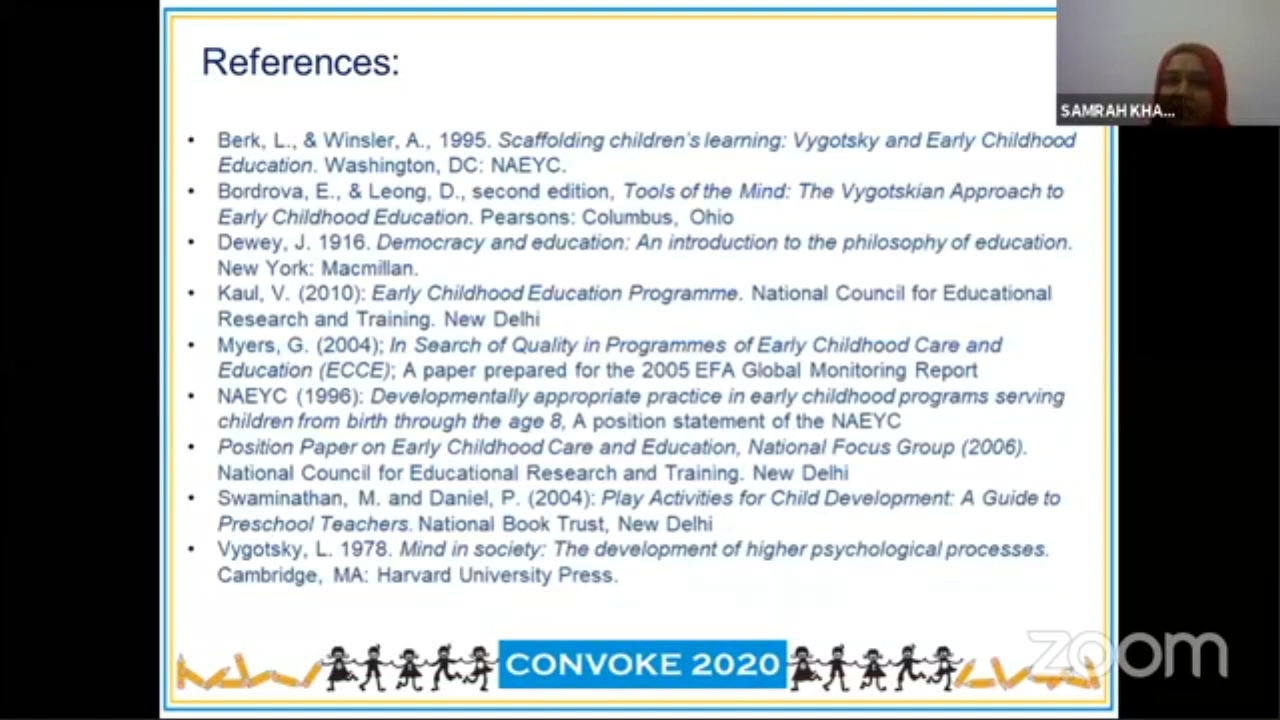 References:
SAMRAH KHA...
• Berk, L., & Winsler, A., 1995. Scaffolding children's learning: Vygotsky and Early Childhood
Education. Washington, DC: NAEYC.
• Bordrova, E., & Leong, D., second edition, Tools of the Mind: The Vygotskian Approach to
Early Childhood Education. Pearsons: Columbus, Ohio
• Dewey, J. 1916. Democracy and education: An introduction to the philosophy of education.
New York: Macmillan.
• Kaul, V. (2010): Early Childhood Education Programme. National Council for Educational
Research and Training. New Delhi
• Myers, G. (2004); In Search of Quality in Programmes of Early Childhood Care and
Education (ECCE); A paper prepared for the 2005 EFA Global Monitoring Report
• NAEYC (1996): Developmentally appropriate practice in early childhood programs serving
children from birth through the age 8, A position statement of the NAEYC
• Position Paper on Early Childhood Care and Education, National Focus Group (2006).
National Council for Educational Research and Training. New Delhi
• Swaminathan, M. and Daniel, P. (2004): Play Activities for Child Development: A Guide to
Preschool Teachers. National Book Trust, New Delhi
• Vygotsky, L. 1978. Mind in society: The development of higher psychological processes.
Cambridge, MA: Harvard University Press.
CONVOKE 2020
zoom